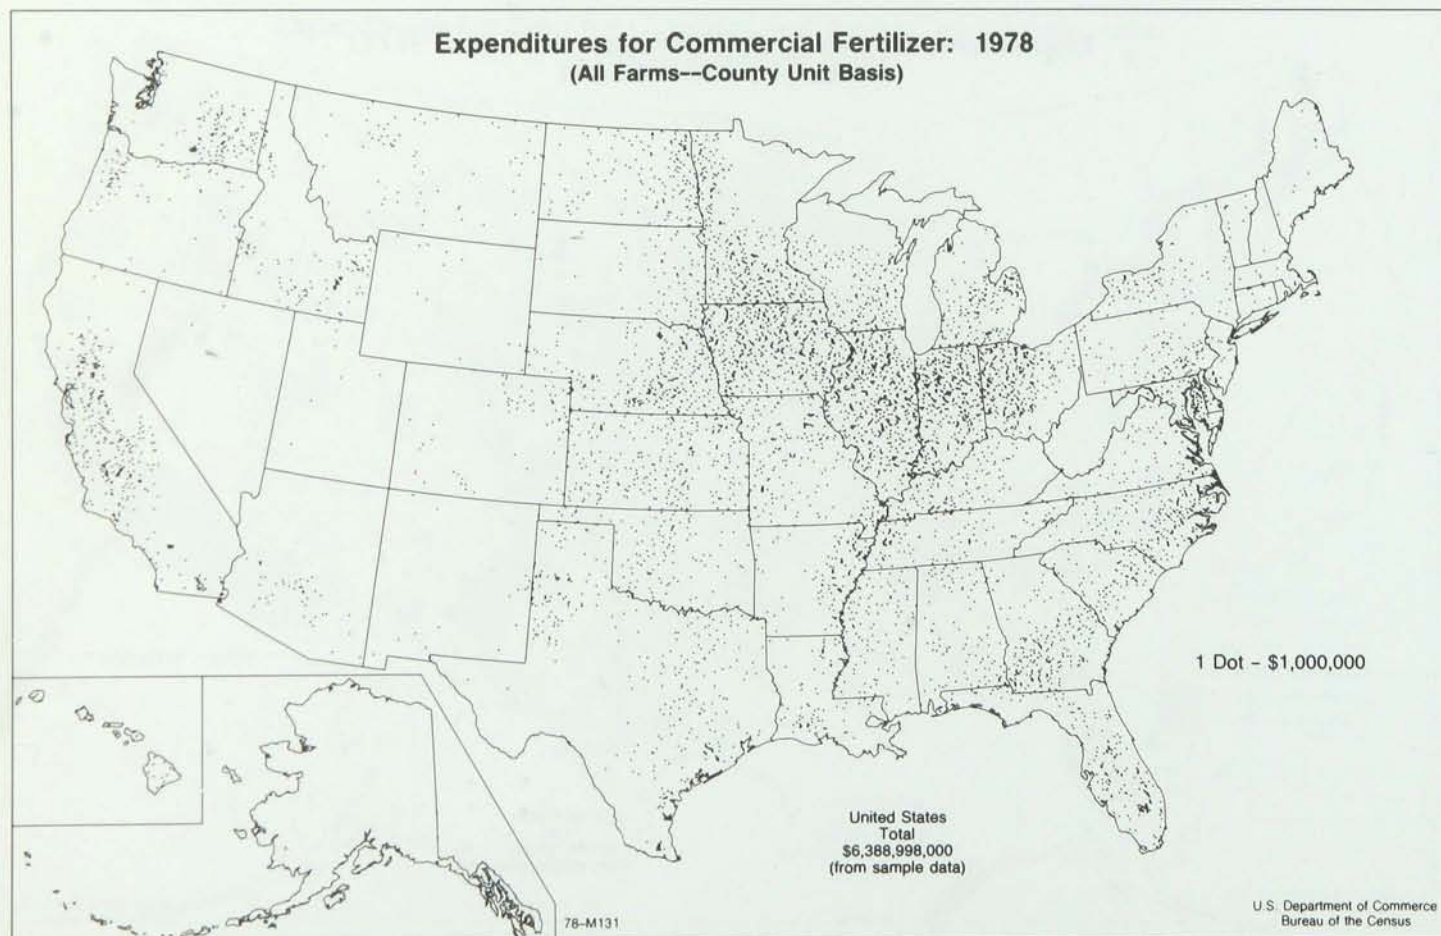 Expenditures for Commercial Fertilizer: 1978
(All Farms--County Unit Basis)
1 Dot - $1,000,000
United States
Total
$6,388,998,000
(from sample data)
78-M131
U.S. Department of Commerce
Bureau of the Census